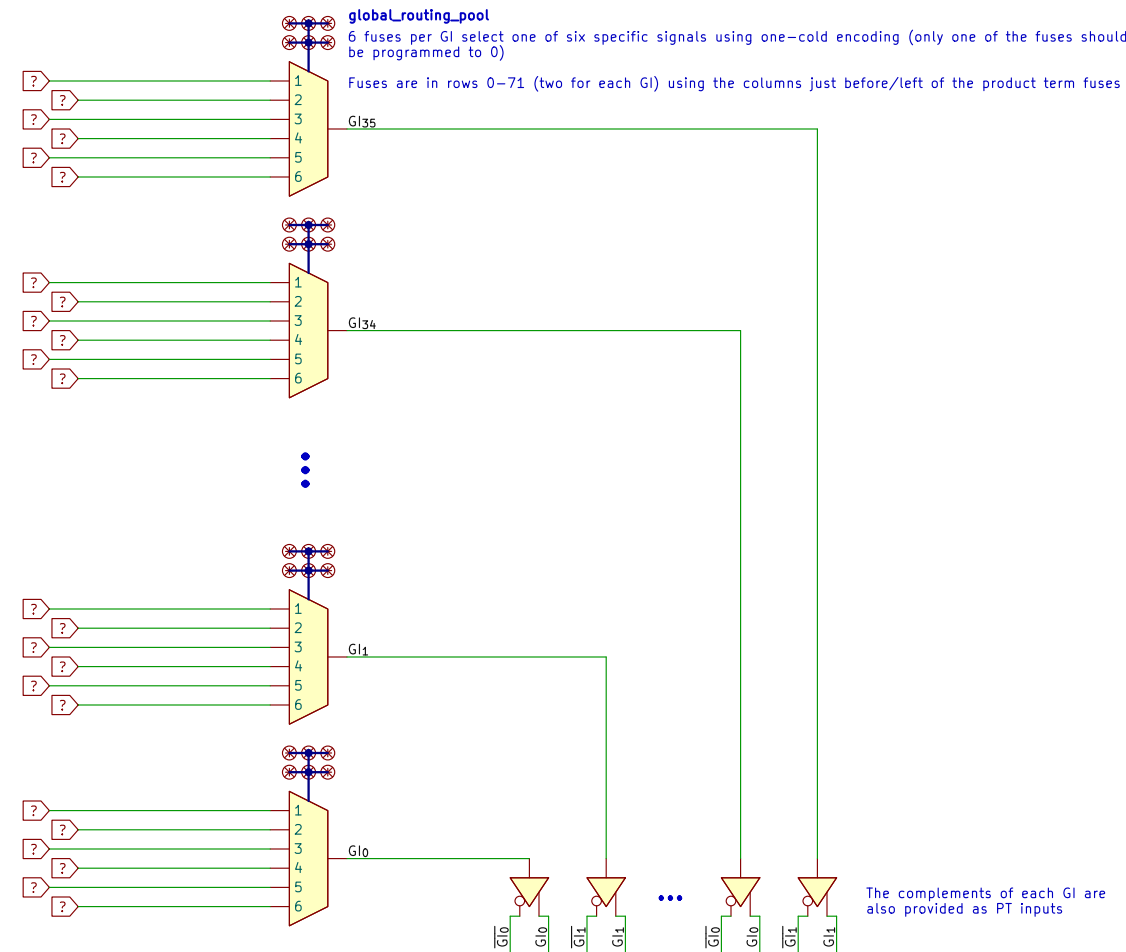 global_routing_pool
6 fuses per GI select one of six specific signals using one-cold encoding (only one of the fuses should
be programmed to 0)
Fuses are in rows 0-71 (two for each GI) using the columns just before/left of the product term fuses
? 1
? 2
? 3
? 4
? 5
? 6
GI35
? 1
? 2
? 3
? 4
? 5
? 6
GI34
? 1
? 2
? 3
? 4
? 5
? 6
GI1
? 1
? 2
? 3
? 4
? 5
? 6
GI0
The complements of each GI are
also provided as PT inputs
G̅I̅0̅ GI0 G̅I̅1̅ GI1 G̅I̅0̅ GI0 G̅I̅1̅ GI1